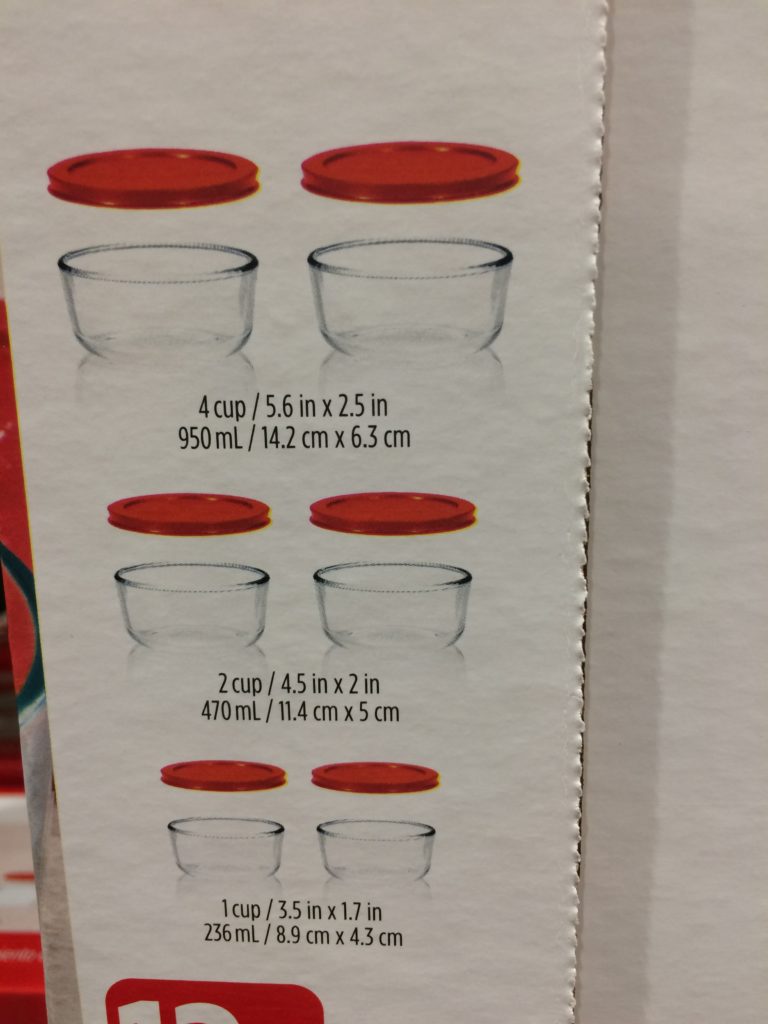 4 cup / 5.6 in x 2.5 in
950 mL / 14.2 cm x 6.3 cm
2 cup / 4.5 in x 2 in
470 mL / 11.4 cm x 5 cm
1 cup / 3.5 in x 1.7 in
236 mL / 8.9 cm x 4.3 cm